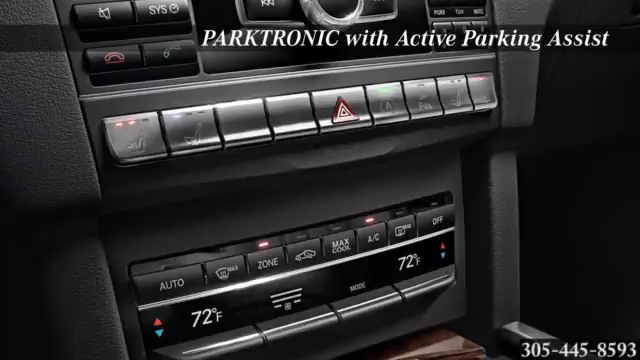 SYS
PARKTRONIC with Active Parking Assist
AUTO
MAX
ZONE
MAX COOL
A/C
OFF
72°F
MODE
72°F
305-445-8593